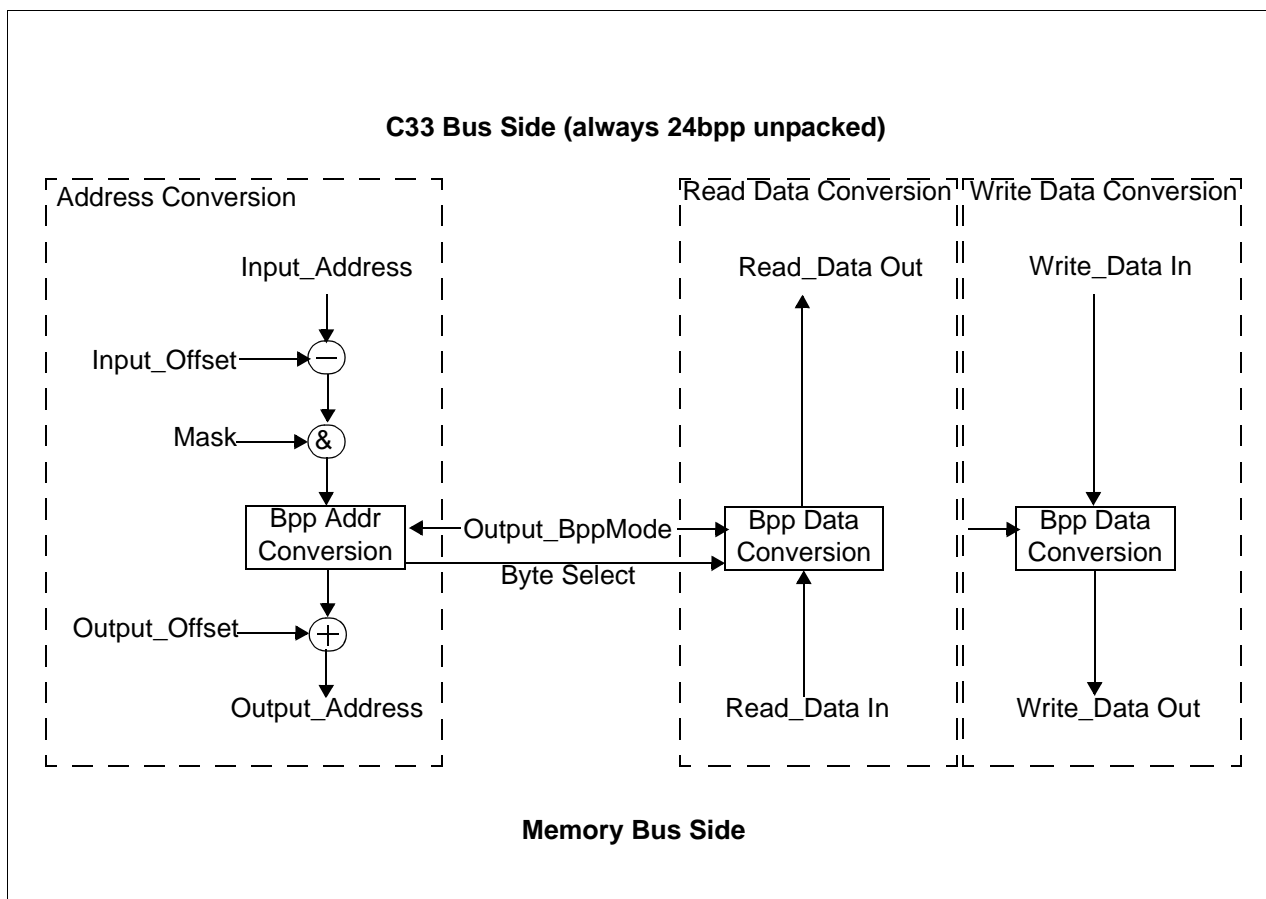 C33 Bus Side (always 24bpp unpacked)
Address Conversion
Input_Address
Input_Offset
−
Mask
&
Bpp Addr
Conversion
Output_BppMode
Byte Select
Output_Offset
+
Output_Address
Read Data Conversion
Read_Data Out
Bpp Data
Conversion
Read_Data In
Write Data Conversion
Write_Data In
Bpp Data
Conversion
Write_Data Out
Memory Bus Side